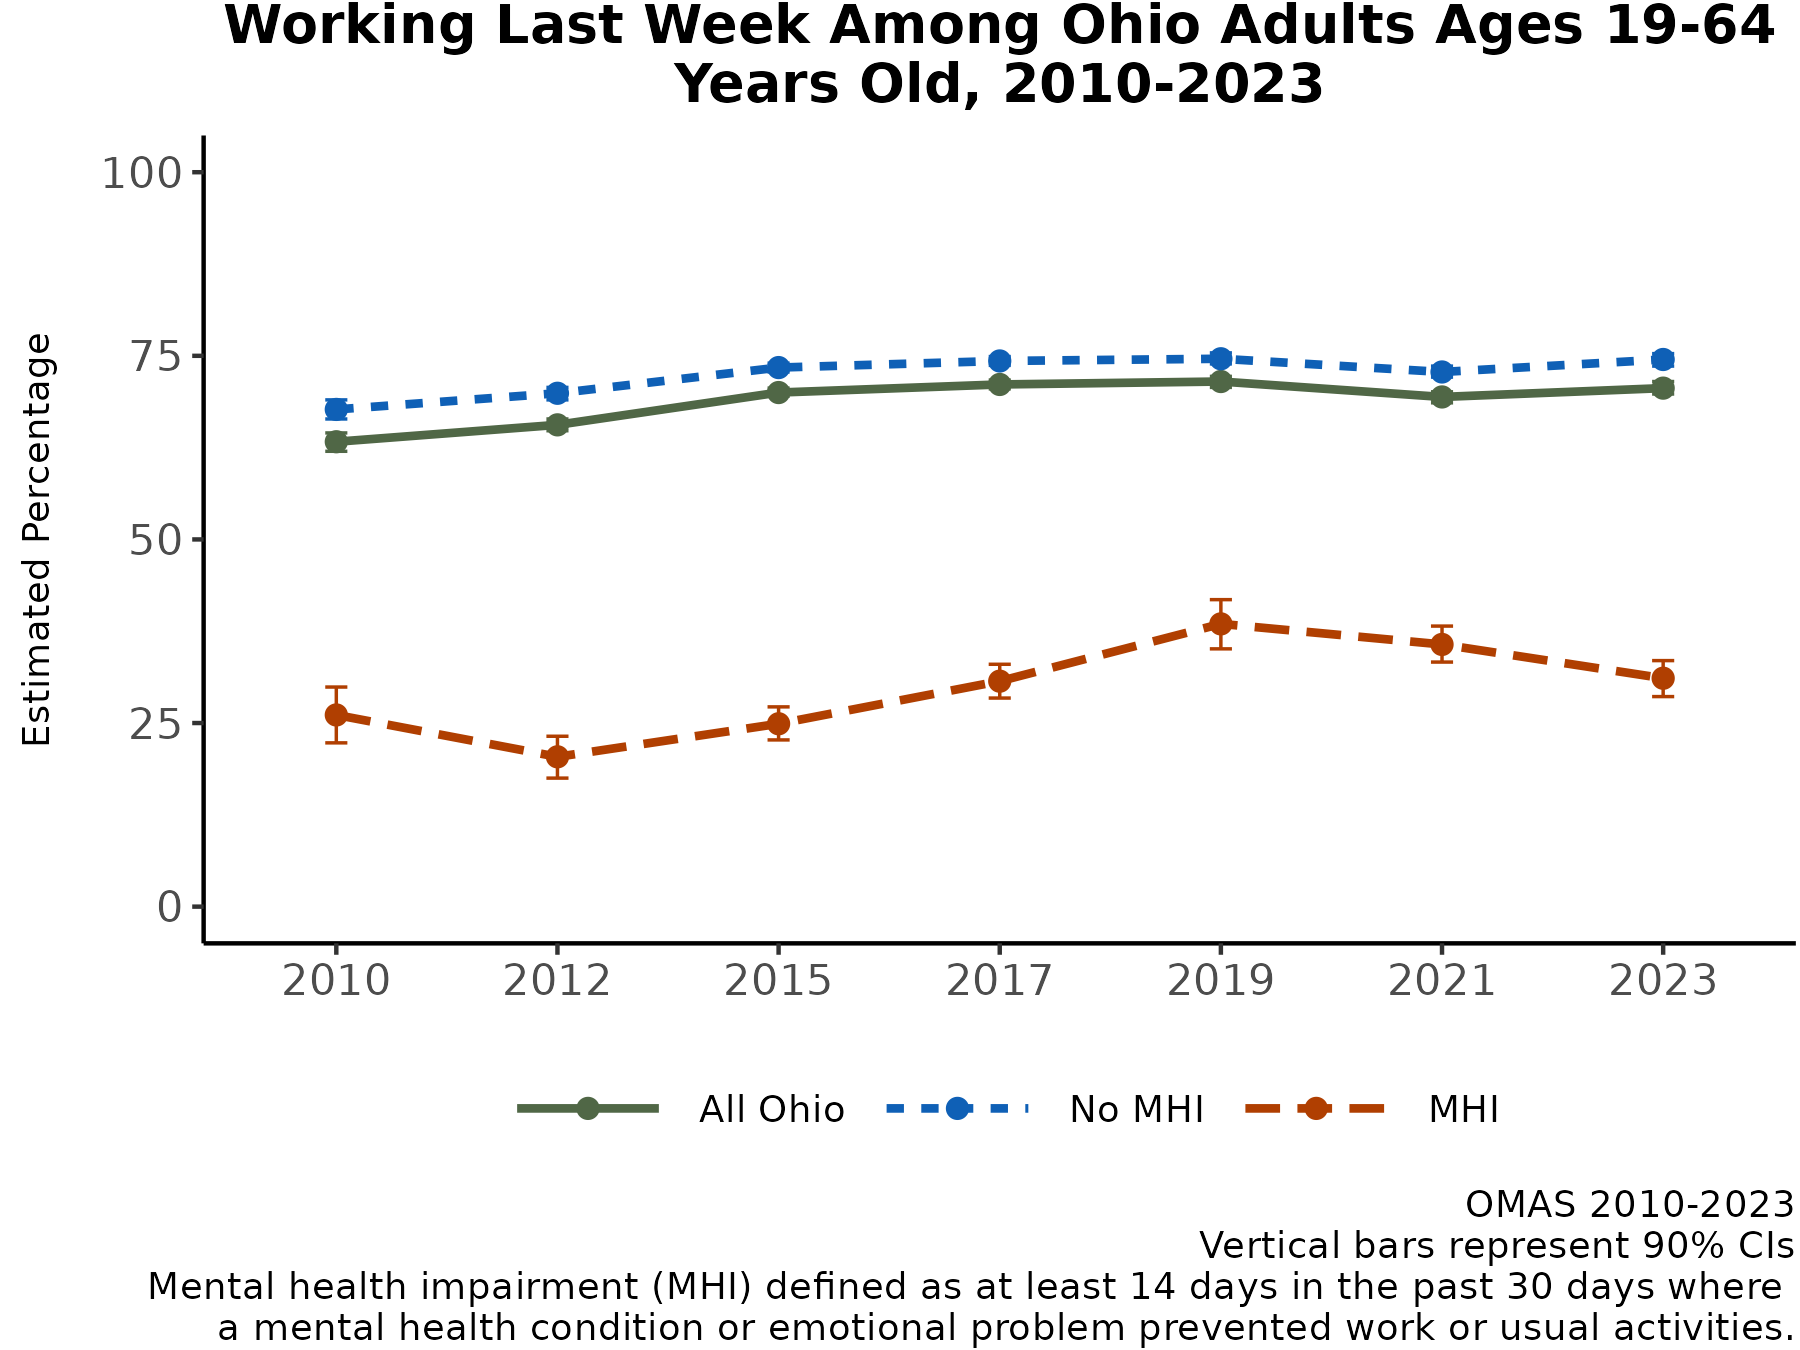 Working Last Week Among Ohio Adults Ages 19-64
Years Old, 2010-2023
Estimated Percentage
100
75
50
25
0
2010 2012 2015 2017 2019 2021 2023
All Ohio No MHI MHI
OMAS 2010-2023
Vertical bars represent 90% CIs
Mental health impairment (MHI) defined as at least 14 days in the past 30 days where
a mental health condition or emotional problem prevented work or usual activities.